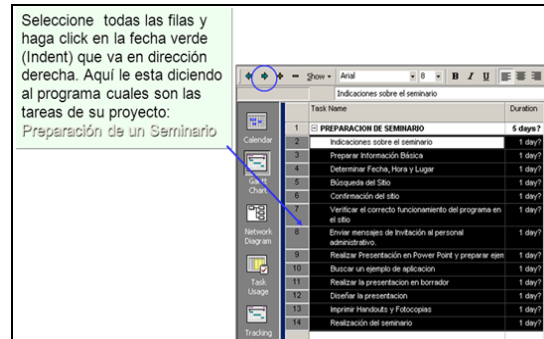 Seleccione todas las filas y
haga click en la fecha verde
(Indent) que va en dirección
derecha. Aquí le esta diciendo
al programa cuales son las
tareas de su proyecto:
Preparación de un Seminario
Show
Arial
8
B I U
Indicaciones sobre el seminario
Task Name
Duration
1 PREPARACION DE SEMINARIO 5 days?
2 Indicaciones sobre el seminario 1 day?
3 Preparar Información Básica 1 day?
4 Determinar Fecha, Hora y Lugar 1 day?
5 Búsqueda del Sitio 1 day?
6 Confirmación del sitio 1 day?
7 Verificar el correcto funcionamiento del programa en 1 day?
el sitio
8 Enviar mensajes de Invitación al personal 1 day?
administrativo.
9 Realizar Presentación en Power Point y preparar ejen 1 day?
10 Buscar un ejemplo de aplicacion 1 day?
11 Realizar la presentacion en borrador 1 day?
12 Diseñar la presentacion 1 day?
13 Imprimir Handouts y Fotocopias 1 day?
14 Realización del seminario 1 day?
Calendar
Gantt
Chart
Network
Diagram
Task
Usage
Tracking